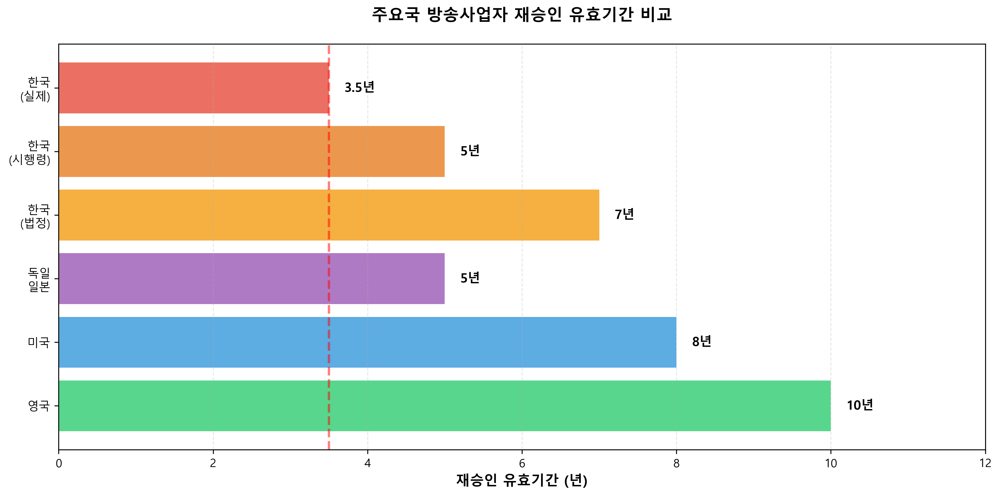 주요국 방송사업자 재승인 유효기간 비교
한국
(실제)
3.5년
한국
(시행령)
5년
한국
(법정)
7년
독일
일본
5년
미국
8년
영국
10년
0 2 4 6 8 10 12
재승인 유효기간 (년)